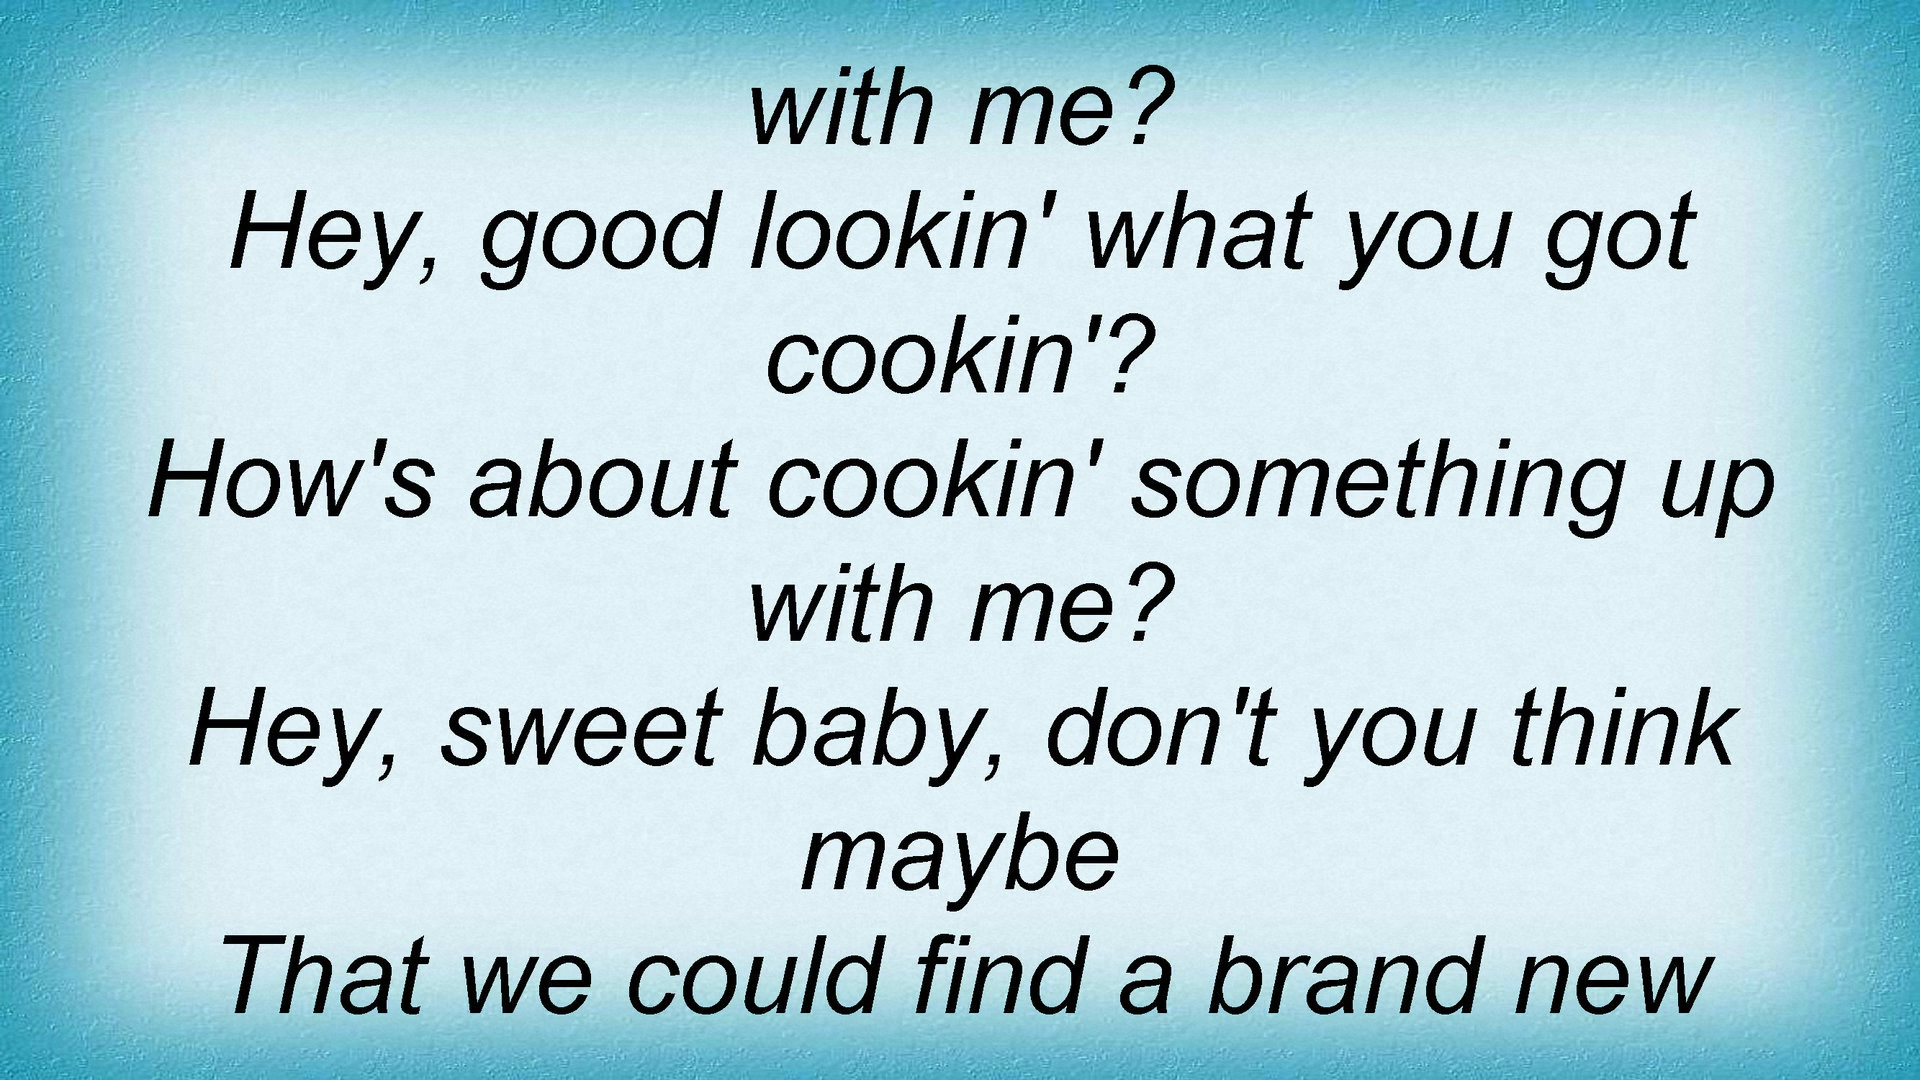 with me?
Hey, good lookin' what you got
cookin'?
How's about cookin' something up
with me?
Hey, sweet baby, don't you think
maybe
That we could find a brand new